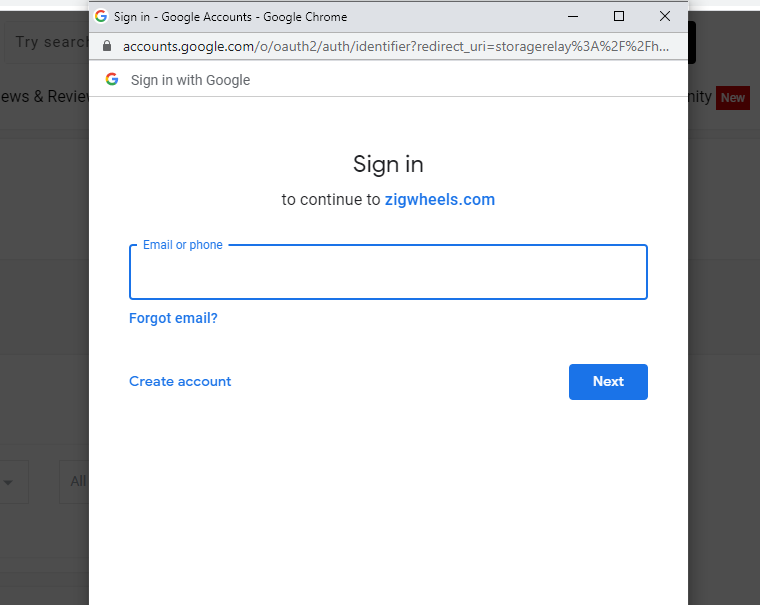 Sign in - Google Accounts - Google Chrome
accounts.google.com/o/oauth2/auth/identifier?redirect_uri=storagerelay%3A%2F%2Fh...
Try search
Sign in with Google
ews & Review
nity New
Sign in
to continue to zigwheels.com
Email or phone
Forgot email?
Create account
Next
All